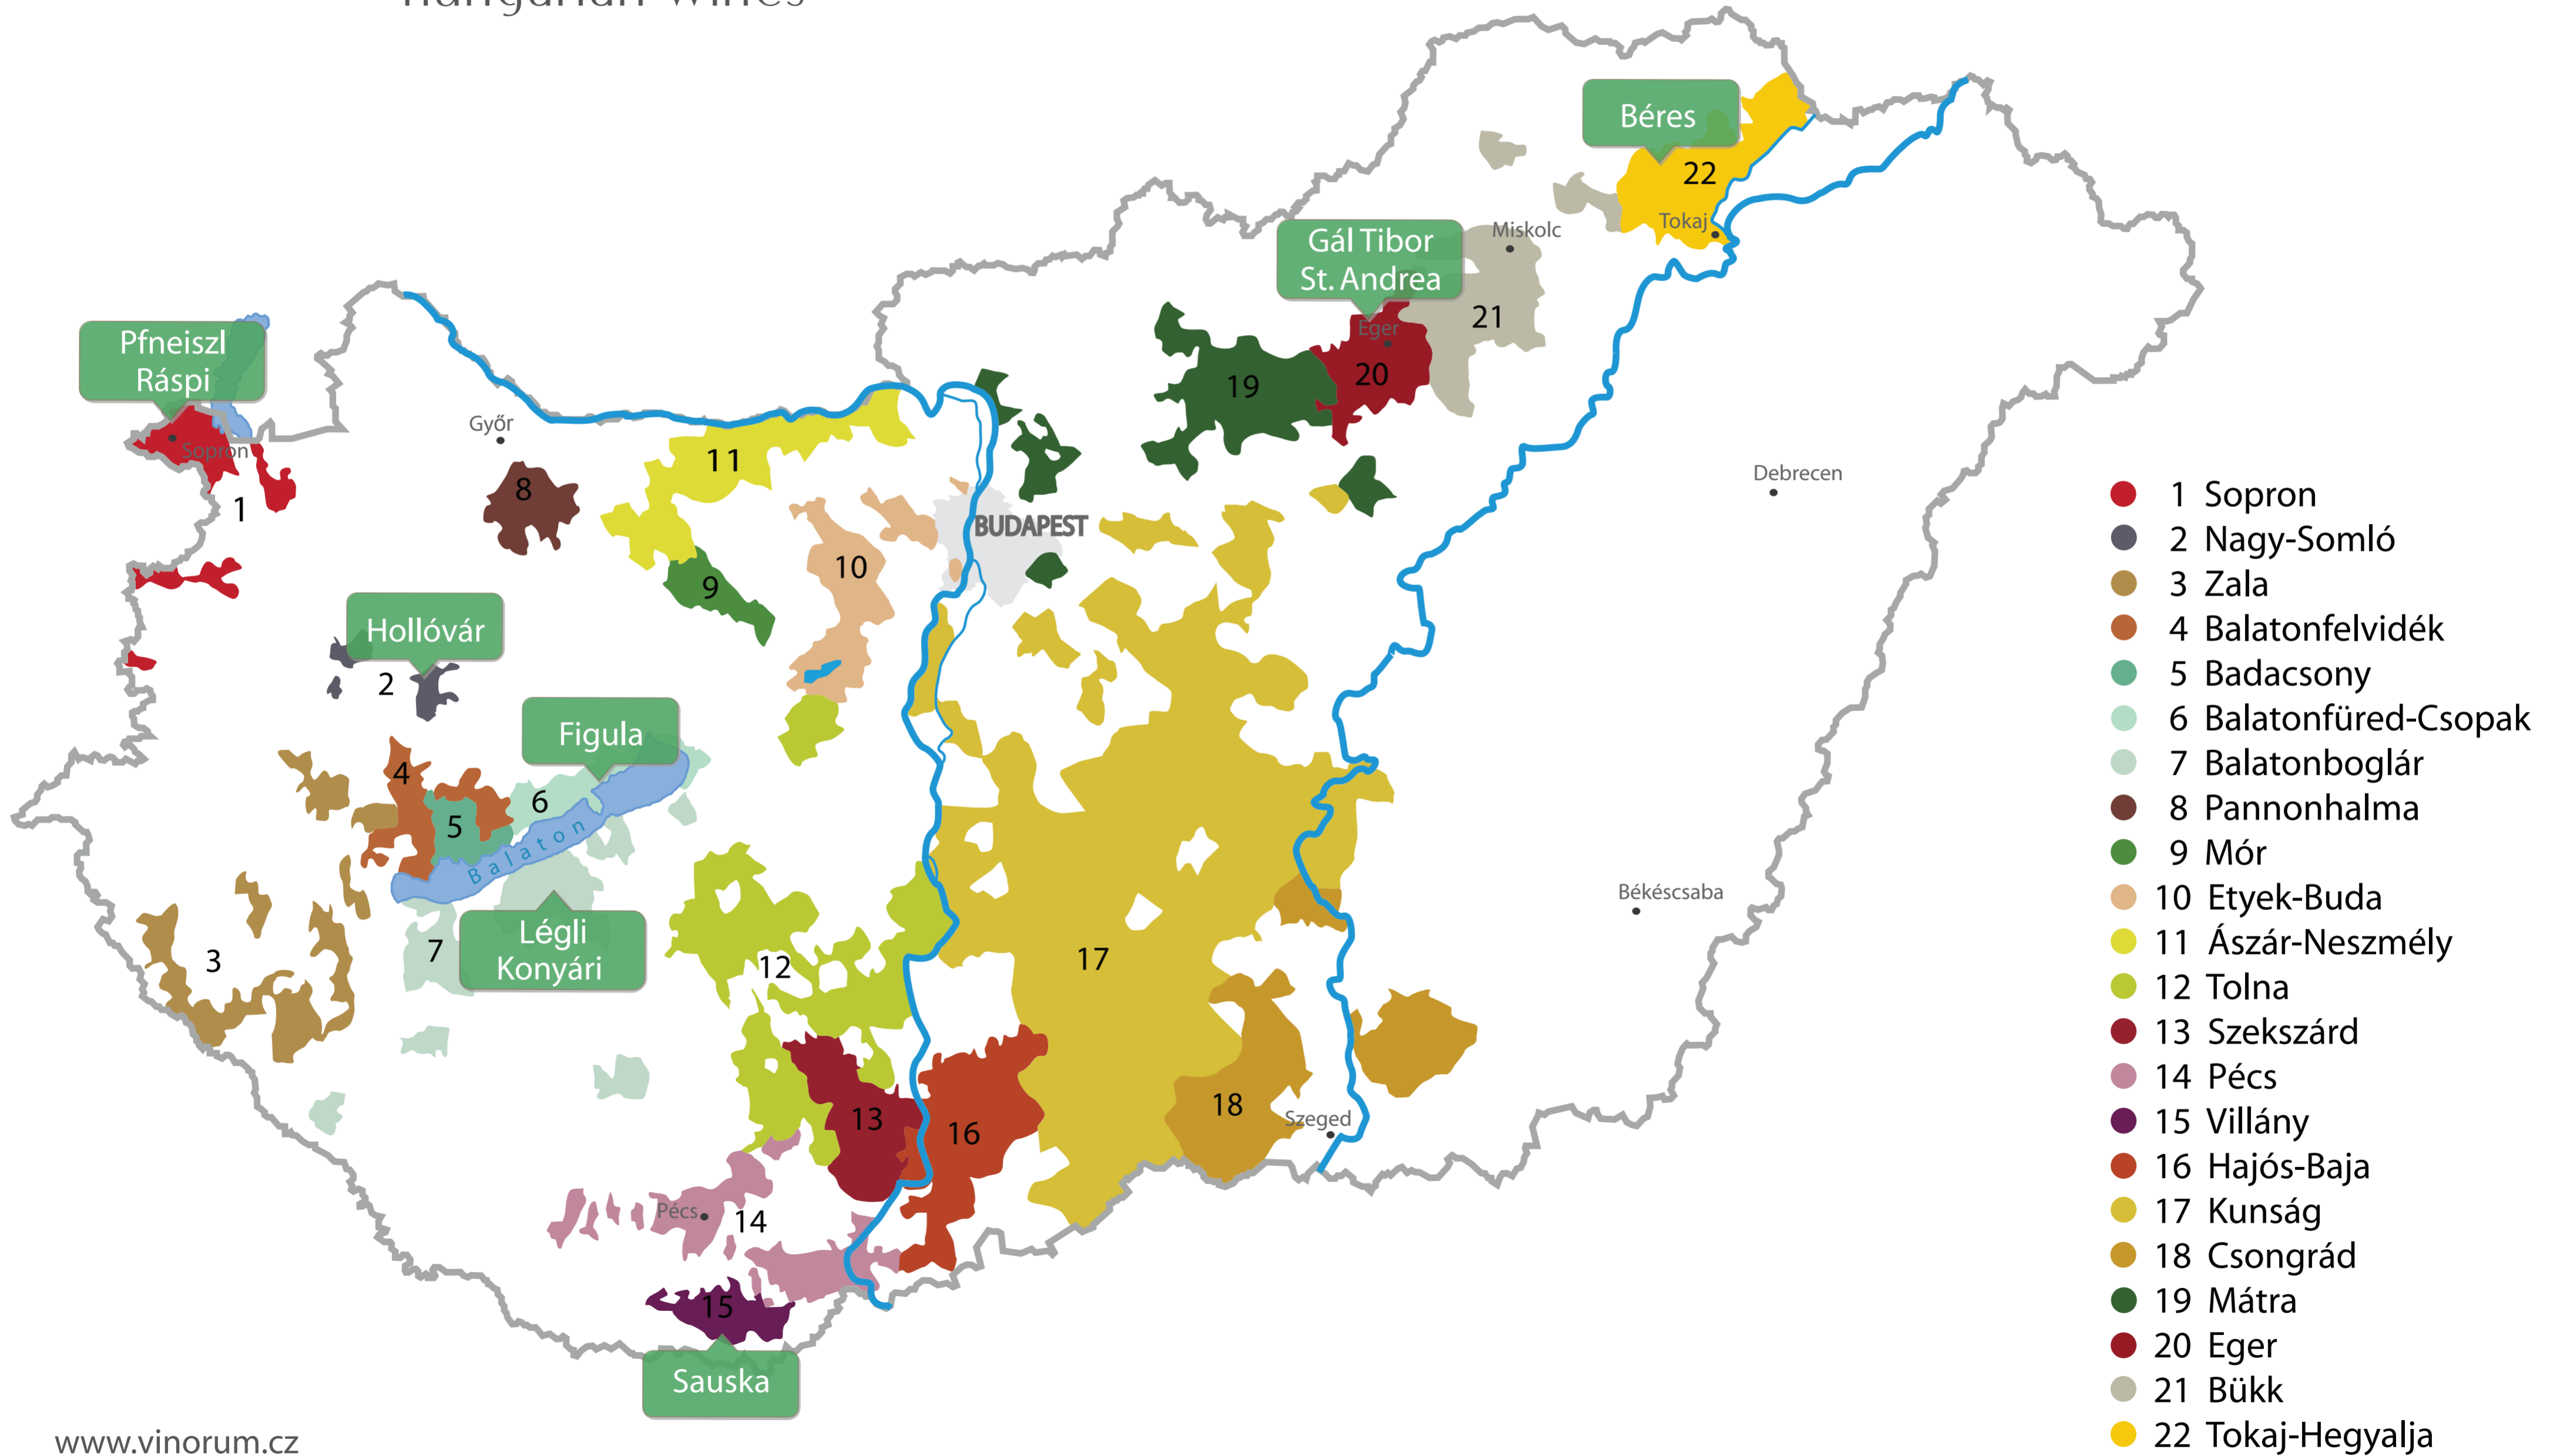 hungarian wines
Béres
22
Tokaj
Gál Tibor
St. Andrea
Miskolc
21
Eger
20
19
Pfneiszl
Ráspi
Sopron
1
Győr
8
11
9
10
BUDAPEST
Debrecen
Hollóvár
2
Figula
4
5
6
Balaton
Légli
Konyári
7
3
12
17
Békéscsaba
13
16
18
Szeged
Pécs
14
15
Sauska
1 Sopron
2 Nagy-Somló
3 Zala
4 Balatonfelvidék
5 Badacsony
6 Balatonfüred-Csopak
7 Balatonboglár
8 Pannonhalma
9 Mór
10 Etyek-Buda
11 Ászár-Neszmély
12 Tolna
13 Szekszárd
14 Pécs
15 Villány
16 Hajós-Baja
17 Kunság
18 Csongrád
19 Mátra
20 Eger
21 Bükk
22 Tokaj-Hegyalja
www.vinorum.cz